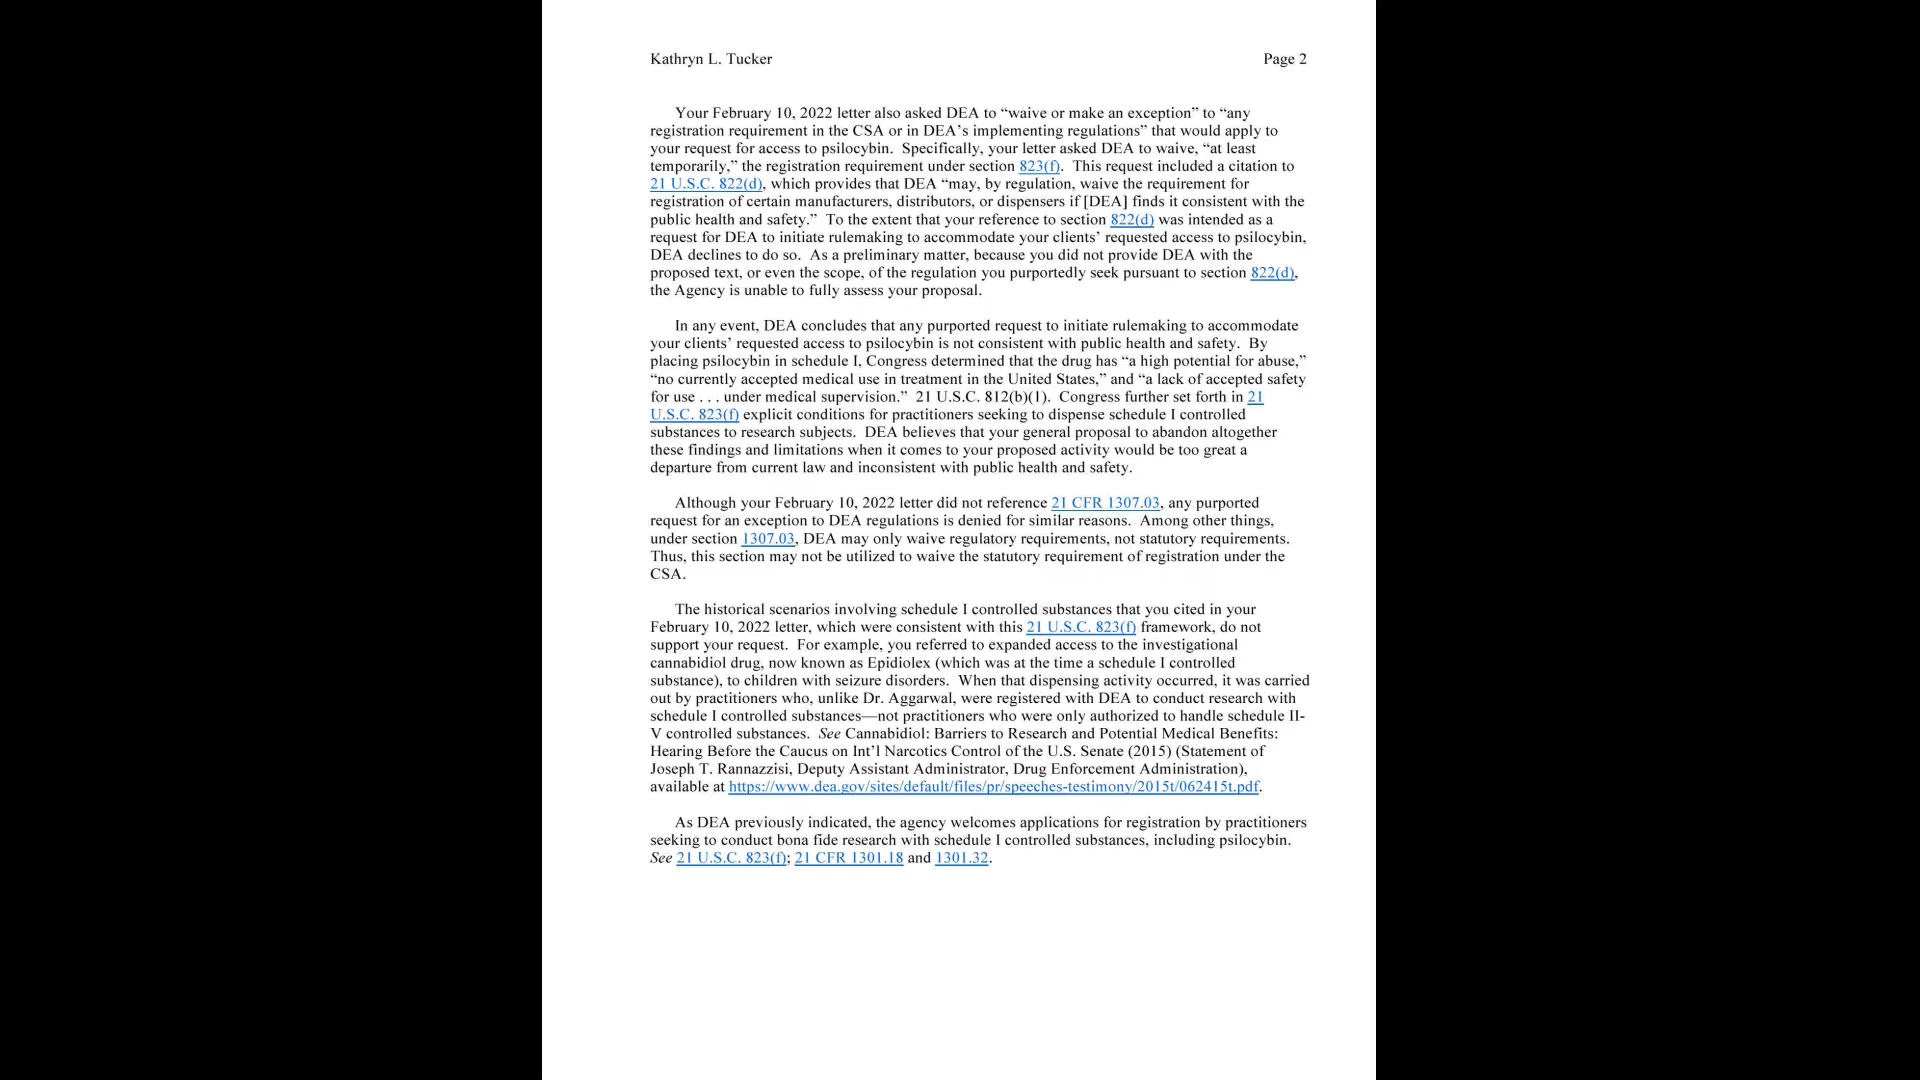 Kathryn L. Tucker
Page 2
Your February 10, 2022 letter also asked DEA to “waive or make an exception” to “any
registration requirement in the CSA or in DEA’s implementing regulations” that would apply to
your request for access to psilocybin.  Specifically, your letter asked DEA to waive, “at least
temporarily,” the registration requirement under section 823(f).  This request included a citation to
21 U.S.C. 822(d), which provides that DEA “may, by regulation, waive the requirement for
registration of certain manufacturers, distributors, or dispensers if [DEA] finds it consistent with the
public health and safety.”  To the extent that your reference to section 822(d) was intended as a
request for DEA to initiate rulemaking to accommodate your clients’ requested access to psilocybin,
DEA declines to do so.  As a preliminary matter, because you did not provide DEA with the
proposed text, or even the scope, of the regulation you purportedly seek pursuant to section 822(d),
the Agency is unable to fully assess your proposal.
In any event, DEA concludes that any purported request to initiate rulemaking to accommodate
your clients’ requested access to psilocybin is not consistent with public health and safety.  By
placing psilocybin in schedule I, Congress determined that the drug has “a high potential for abuse,”
“no currently accepted medical use in treatment in the United States,” and “a lack of accepted safety
for use . . . under medical supervision.”  21 U.S.C. 812(b)(1).  Congress further set forth in 21
U.S.C. 823(f) explicit conditions for practitioners seeking to dispense schedule I controlled
substances to research subjects.  DEA believes that your general proposal to abandon altogether
these findings and limitations when it comes to your proposed activity would be too great a
departure from current law and inconsistent with public health and safety.
Although your February 10, 2022 letter did not reference 21 CFR 1307.03, any purported
request for an exception to DEA regulations is denied for similar reasons.  Among other things,
under section 1307.03, DEA may only waive regulatory requirements, not statutory requirements.
Thus, this section may not be utilized to waive the statutory requirement of registration under the
CSA.
The historical scenarios involving schedule I controlled substances that you cited in your
February 10, 2022 letter, which were consistent with this 21 U.S.C. 823(f) framework, do not
support your request.  For example, you referred to expanded access to the investigational
cannabidiol drug, now known as Epidiolex (which was at the time a schedule I controlled
substance), to children with seizure disorders.  When that dispensing activity occurred, it was carried
out by practitioners who, unlike Dr. Aggarwal, were registered with DEA to conduct research with
schedule I controlled substances—not practitioners who were only authorized to handle schedule II-
V controlled substances.  See Cannabidiol: Barriers to Research and Potential Medical Benefits:
Hearing Before the Caucus on Int’l Narcotics Control of the U.S. Senate (2015) (Statement of
Joseph T. Rannazzisi, Deputy Assistant Administrator, Drug Enforcement Administration),
available at https://www.dea.gov/sites/default/files/pr/speeches-testimony/2015t/062415t.pdf.
As DEA previously indicated, the agency welcomes applications for registration by practitioners
seeking to conduct bona fide research with schedule I controlled substances, including psilocybin.
See 21 U.S.C. 823(f); 21 CFR 1301.18 and 1301.32.